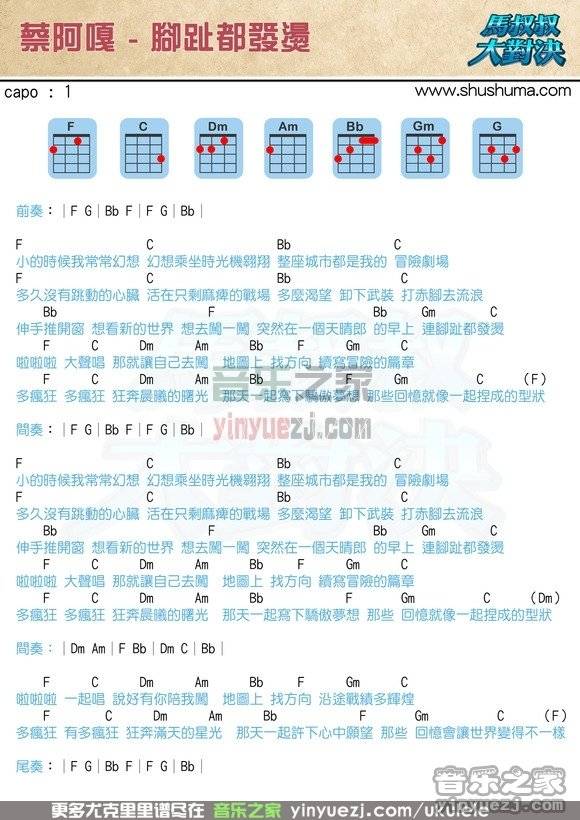 蔡阿嘎 - 腳趾都發燙
馬叔叔
大對決
capo : 1
www.shushuma.com
F C Dm Am Bb Gm G
前奏：|F G|Bb F|F G|Bb|
F C Bb C
小的時候我常常幻想 幻想乘坐時光機翱翔 整座城市都是我的 冒險劇場
F C Bb C
多久沒有跳動的心臟 活在只剩麻痺的戰場 多麼渴望 卸下武裝 打赤腳去流浪
Bb F Bb Gm C
伸手推開窗 想看新的世界 想去闖一闖 突然在一個天晴郎 的早上 連腳趾都發燙
F C Dm Am Bb F Gm C
啦啦啦 大聲唱 那就讓自己去闖 地圖上 找方向 續寫冒險的篇章
F C Dm Am Bb F Gm C (F)
多瘋狂 多瘋狂 狂奔晨曦的曙光 那天一起寫下驕傲夢想 那些回憶就像一起捏成的型狀
音乐之家
yinyuezj.com
間奏：|F G|Bb F|F G|Bb|
馬叔叔
大對決
F C Bb C
小的時候我常常幻想 幻想乘坐時光機翱翔 整座城市都是我的 冒險劇場
F C Bb C
多久沒有跳動的心臟 活在只剩麻痺的戰場 多麼渴望 卸下武裝 打赤腳去流浪
Bb F Bb Gm C
伸手推開窗 想看新的世界 想去闖一闖 突然在一個天晴郎 的早上 連腳趾都發燙
F C Dm Am Bb F Gm C
啦啦啦 大聲唱 那就讓自己去闖 地圖上 找方向 續寫冒險的篇章
F C Dm Am Bb F Gm C (Dm)
多瘋狂 多瘋狂 狂奔晨曦的曙光 那天一起寫下驕傲夢想 那些 回憶就像一起捏成的型狀
間奏：|Dm Am|F Bb|Dm C|Bb|
F C Dm Am Bb F Gm C
啦啦啦 一起唱 說好有你陪我闖 地圖上 找方向 沿途戰績多輝煌
F C Dm Am Bb F Gm C (F)
多瘋狂 有多瘋狂 狂奔滿天的星光 那天一起許下心中願望 那些 回憶會讓世界變得不一樣
尾奏：|F G|Bb F|F G|Bb|
音乐之家
yinyuezj.com
更多尤克里里谱尽在 音乐之家 yinyuezj.com/ukulele